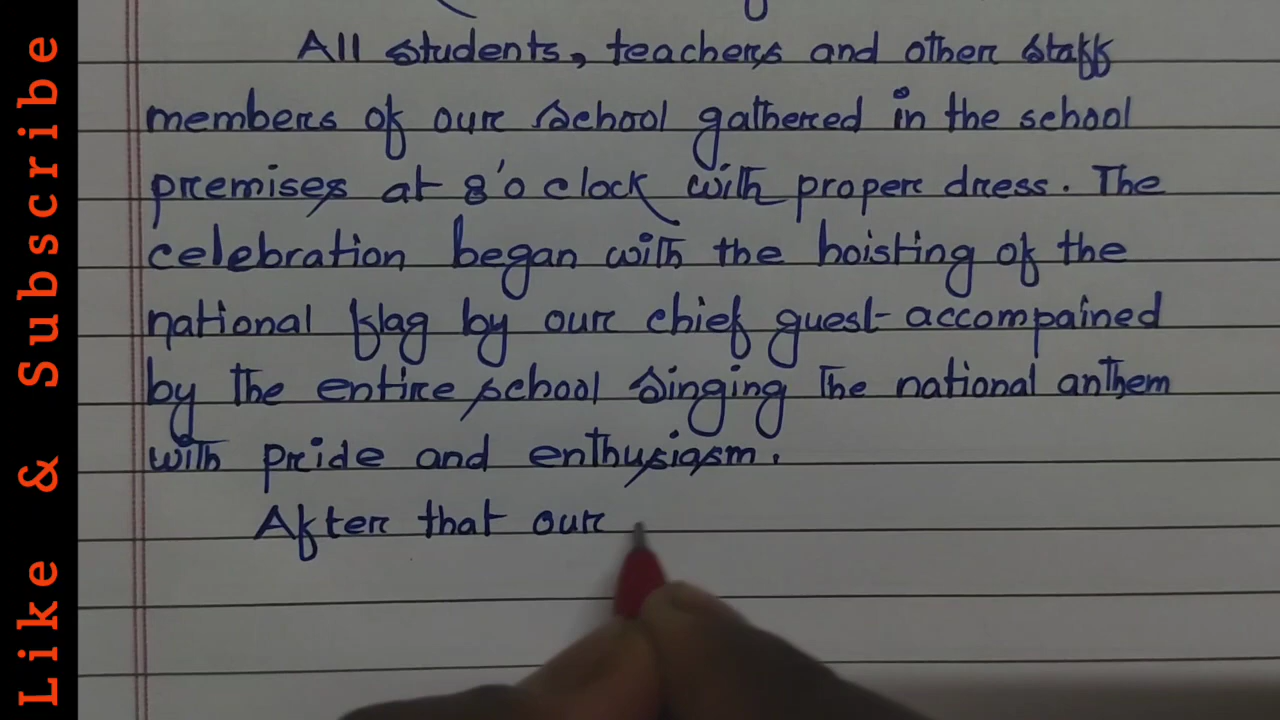 Like & Subscribe
All students, teachers and other staff
members of our school gathered in the school
premises at 8'o clock with proper dress. The
celebration began with the hoisting of the
national flag by our chief guest accompained
by the entire school singing the national anthem
with pride and enthusiasm.
After that our